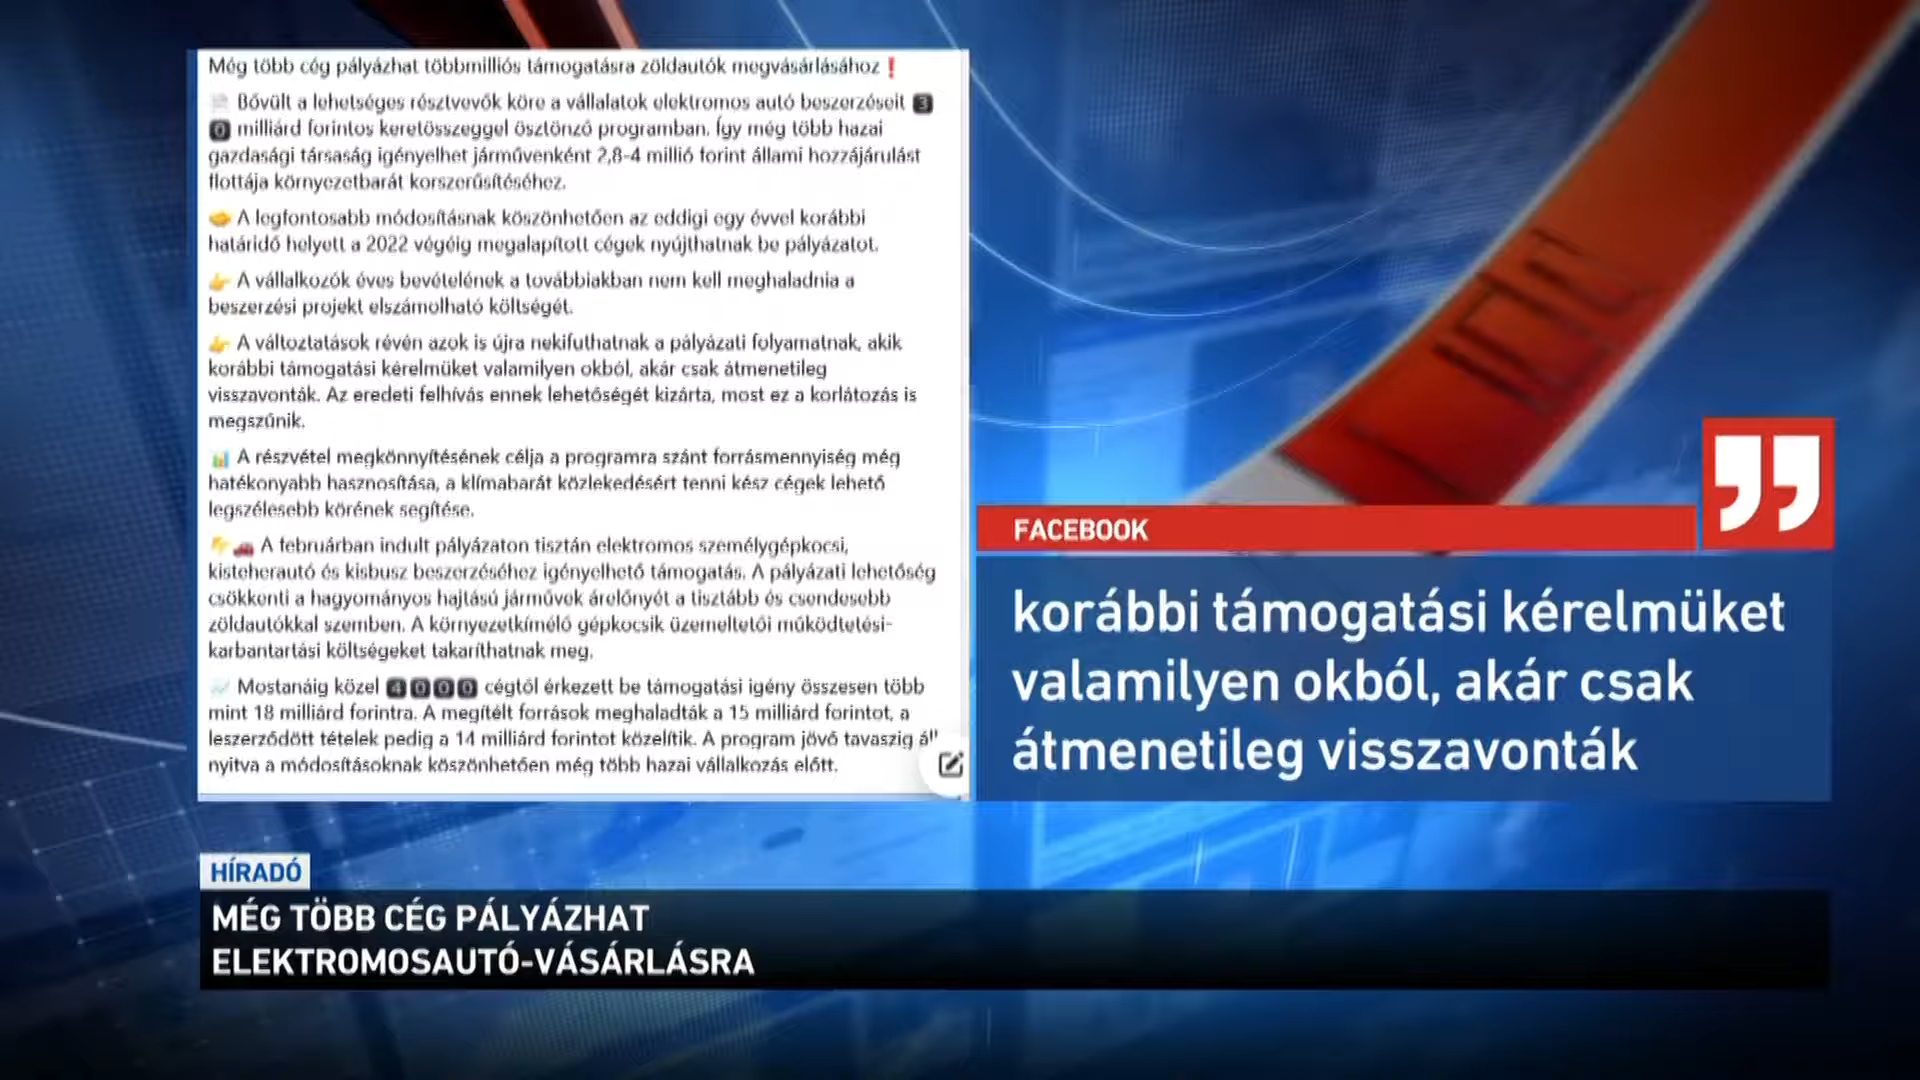 Még több cég pályázhat többmilliós támogatásra zöldautók megvásárlásához❗
Bővült a lehetséges résztvevők köre a vállalatok elektromos autó beszerzéseit 3
0 milliárd forintos keretösszeggel ösztönző programban. Így még több hazai
gazdasági társaság igényelhet járművenként 2,8-4 millió forint állami hozzájárulást
flottája környezetbarát korszerűsítéséhez.
A legfontosabb módosításnak köszönhetően az eddigi egy évvel korábbi
határidő helyett a 2022 végéig megalapított cégek nyújthatnak be pályázatot.
A vállalkozók éves bevételének a továbbiakban nem kell meghaladnia a
beszerzési projekt elszámolható költségét.
A változtatások révén azok is újra nekifuthatnak a pályázati folyamatnak, akik
korábbi támogatási kérelmüket valamilyen okból, akár csak átmenetileg
visszavonták. Az eredeti felhívás ennek lehetőségét kizárta, most ez a korlátozás is
megszűnik.
A részvétel megkönnyítésének célja a programra szánt forrásmennyiség még
hatékonyabb hasznosítása, a klímabarát közlekedésért tenni kész cégek lehető
legszélesebb körének segítése.
A februárban indult pályázaton tisztán elektromos személygépkocsi,
kisteherautó és kisbusz beszerzéséhez igényelhető támogatás. A pályázati lehetőség
csökkenti a hagyományos hajtású járművek árelőnyét a tisztább és csendesebb
zöldautókkal szemben. A környezetkímélő gépkocsik üzemeltetői működtetési-
karbantartási költségeket takaríthatnak meg.
Mostanáig közel 4000 cégtől érkezett be támogatási igény összesen több
mint 18 milliárd forintra. A megítélt források meghaladták a 15 milliárd forintot, a
leszerződött tételek pedig a 14 milliárd forintot közelítik. A program jövő tavaszig áll
nyitva a módosításoknak köszönhetően még több hazai vállalkozás előtt.
FACEBOOK
korábbi támogatási kérelmüket
valamilyen okból, akár csak
átmenetileg visszavonták
HÍRADÓ
MÉG TÖBB CÉG PÁLYÁZHAT
ELEKTROMOSAUTÓ-VÁSÁRLÁSRA